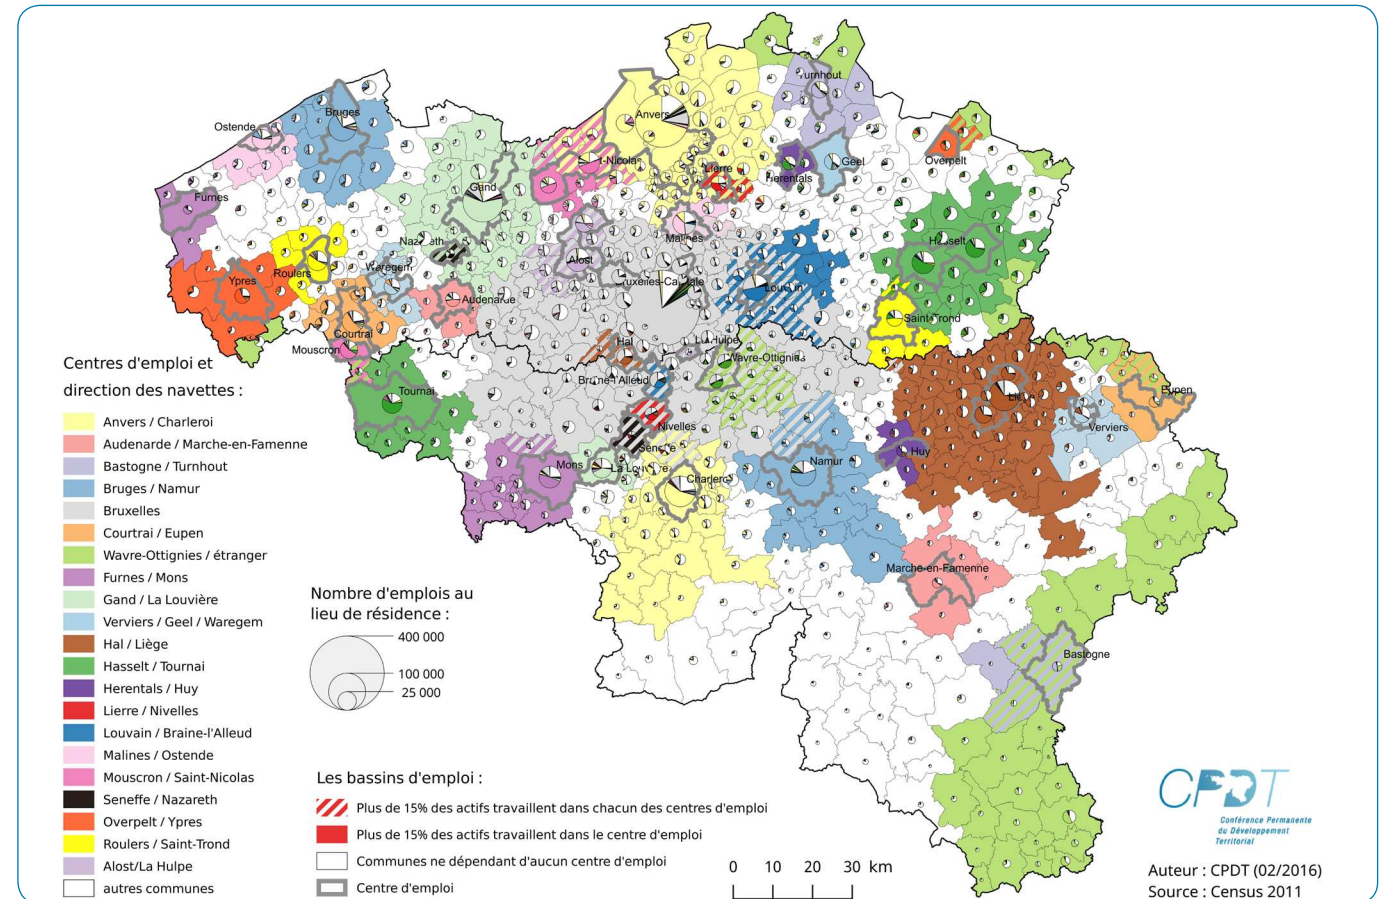 Turnhout
Bruges
Anvers
Ostende
-Nicolas
Geel
Overpelt
Lierre
Herentals
Gand
Furnes
Malines
Hasselt
Nazareth
Alost
Waregem
Roulers
Ypres
Bruxelles-Capitale
Louvain
Audenarde
Saint-Trond
Courtrai
Mouscron
Hal
La Hulpe
Wavre-Ottignies
Braine-l'Alleud
Tournai
Liège
Eupen
Verviers
Nivelles
Seneffe
Huy
Mons
La Louvière
Namur
Charleroi
Marche-en-Famenne
Bastogne
Centres d'emploi et
direction des navettes :
Anvers / Charleroi
Audenarde / Marche-en-Famenne
Bastogne / Turnhout
Bruges / Namur
Bruxelles
Courtrai / Eupen
Wavre-Ottignies / étranger
Furnes / Mons
Gand / La Louvière
Verviers / Geel / Waregem
Hal / Liège
Hasselt / Tournai
Herentals / Huy
Lierre / Nivelles
Louvain / Braine-l'Alleud
Malines / Ostende
Mouscron / Saint-Nicolas
Seneffe / Nazareth
Overpelt / Ypres
Roulers / Saint-Trond
Alost/La Hulpe
autres communes
Nombre d'emplois au
lieu de résidence :
400 000
100 000
25 000
Les bassins d'emploi :
Plus de 15% des actifs travaillent dans chacun des centres d'emploi
Plus de 15% des actifs travaillent dans le centre d'emploi
Communes ne dépendant d'aucun centre d'emploi
Centre d'emploi
0 10 20 30 km
CPDT
Conférence Permanente
du Développement
Territorial
Auteur : CPDT (02/2016)
Source : Census 2011